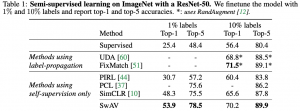 Table 1: Semi-supervised learning on ImageNet with a ResNet-50. We finetune the model with
1% and 10% labels and report top-1 and top-5 accuracies. *: uses RandAugment [12].
1% labels 10% labels
Method Top-1 Top-5 Top-1 Top-5
Supervised 25.4 48.4 56.4 80.4
Methods using UDA [60] - - 68.8* 88.5*
label-propagation FixMatch [51] - - 71.5* 89.1*
PIRL [44] 30.7 57.2 60.4 83.8
Methods using PCL [37] - 75.6 - 86.2
self-supervision only SimCLR [10] 48.3 75.5 65.6 87.8
SwAV 53.9 78.5 70.2 89.9